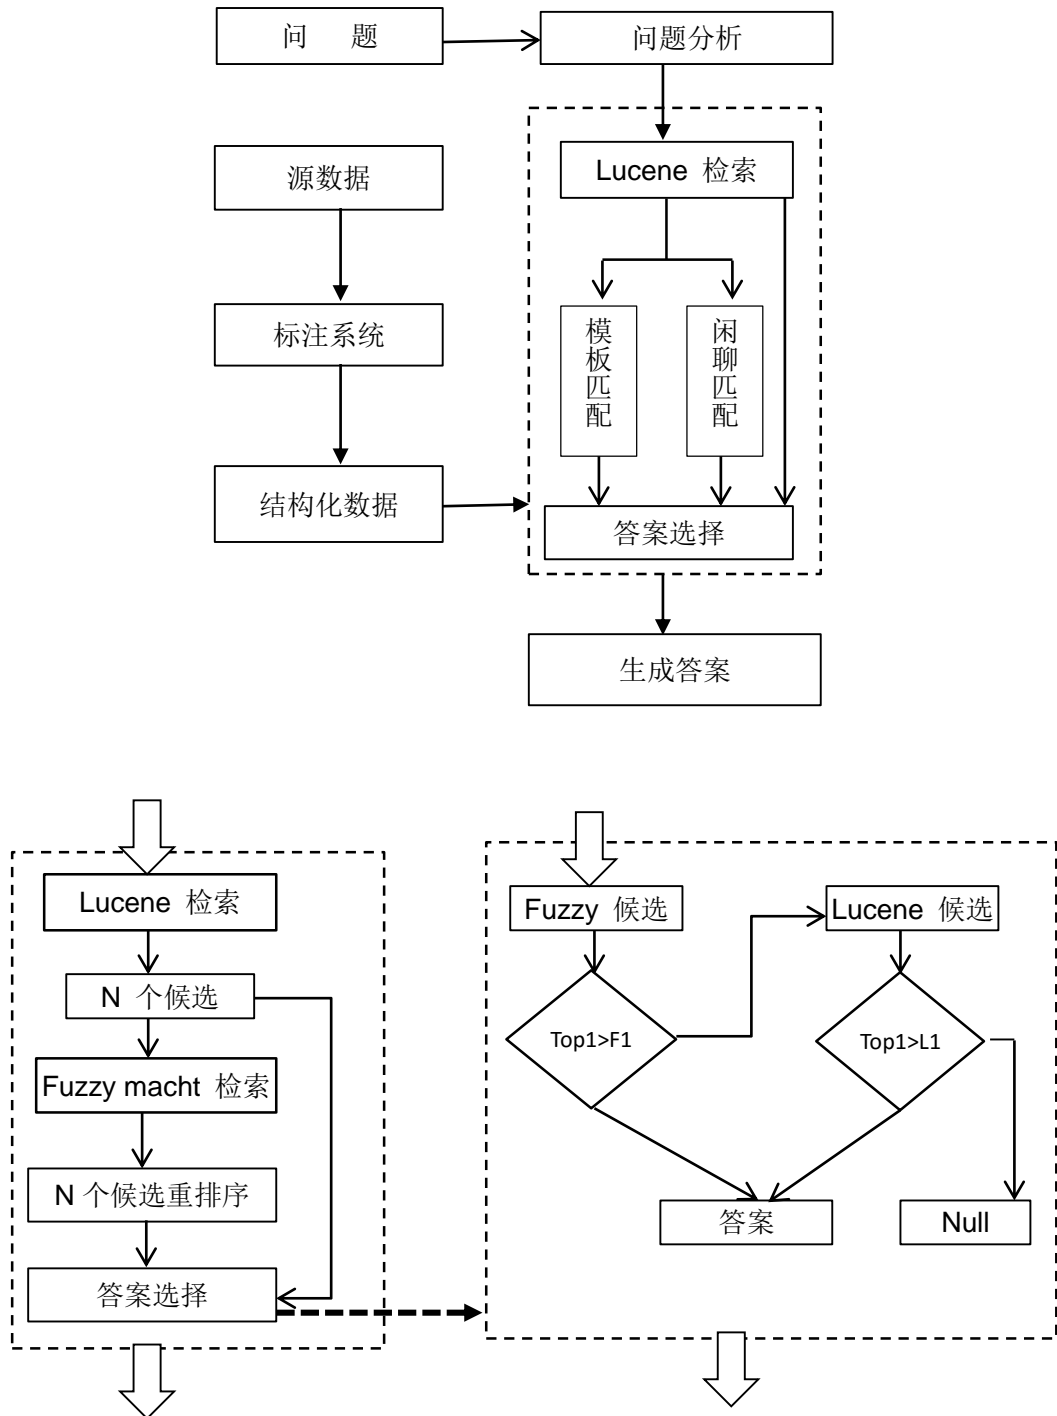 问 题
问题分析
源数据
Lucene 检索
标注系统
模板匹配
闲聊匹配
结构化数据
答案选择
生成答案
Lucene 检索
N 个候选
Fuzzy macht 检索
N 个候选重排序
答案选择
Fuzzy 候选
Lucene 候选
Top1>F1
Top1>L1
答案
Null